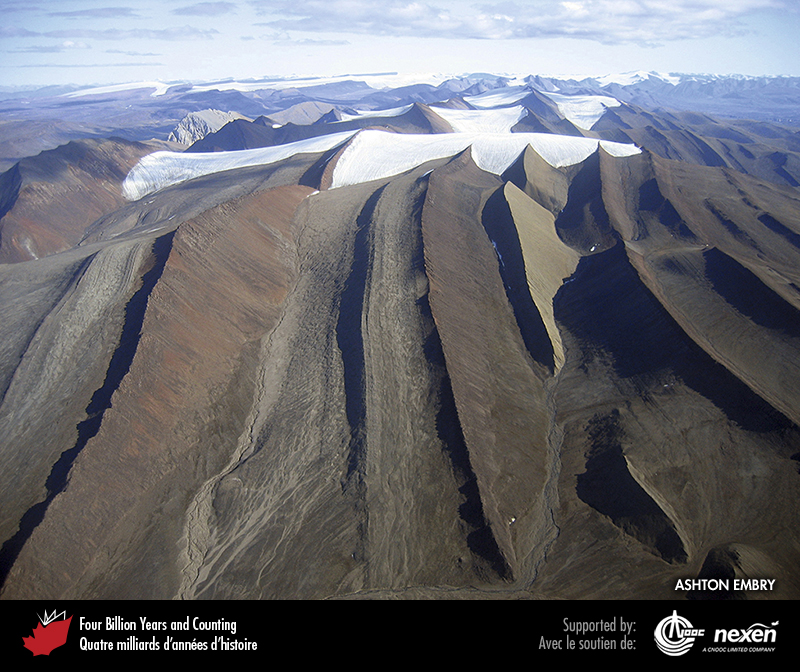 ASHTON EMBRY
Four Billion Years and Counting
Quatre milliards d'années d'histoire
Supported by:
Avec le soutien de:
CNOOC
nexen
A CNOOC LIMITED COMPANY